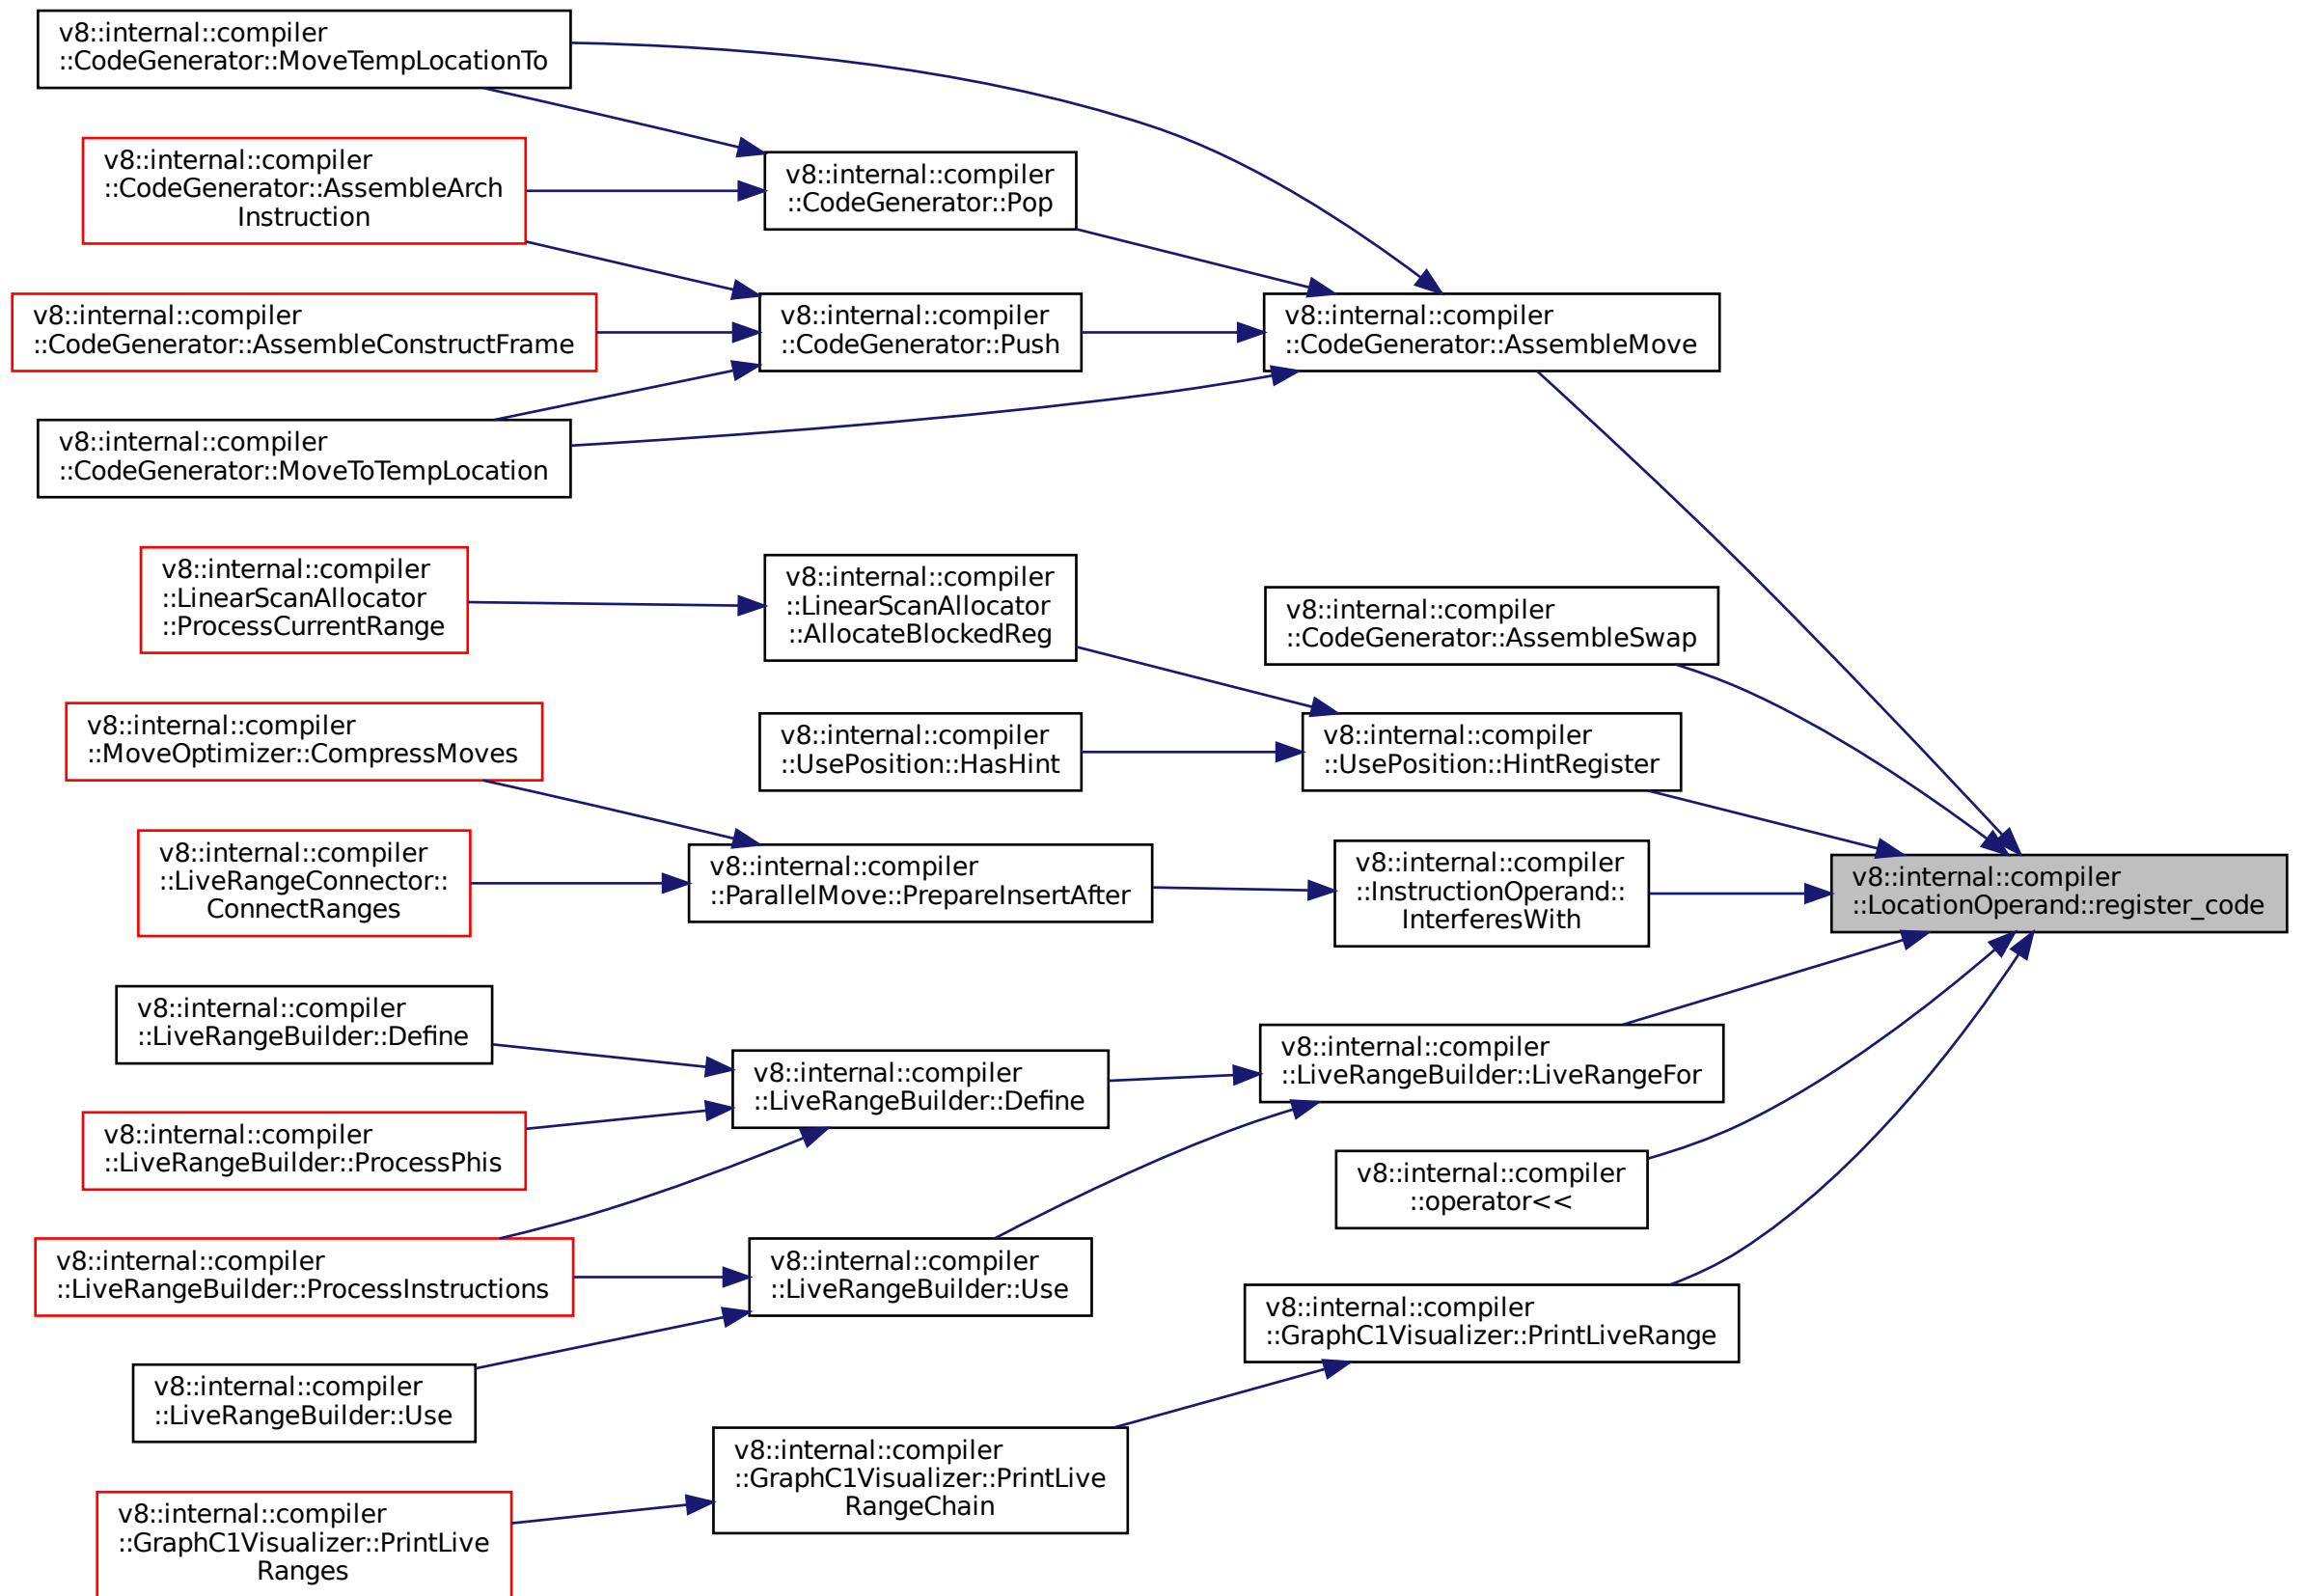 v8::internal::compiler
::CodeGenerator::MoveTempLocationTo
v8::internal::compiler
::CodeGenerator::AssembleArch
Instruction
v8::internal::compiler
::CodeGenerator::Pop
v8::internal::compiler
::CodeGenerator::AssembleConstructFrame
v8::internal::compiler
::CodeGenerator::Push
v8::internal::compiler
::CodeGenerator::AssembleMove
v8::internal::compiler
::CodeGenerator::MoveToTempLocation
v8::internal::compiler
::LinearScanAllocator
::ProcessCurrentRange
v8::internal::compiler
::LinearScanAllocator
::AllocateBlockedReg
v8::internal::compiler
::CodeGenerator::AssembleSwap
v8::internal::compiler
::MoveOptimizer::CompressMoves
v8::internal::compiler
::UsePosition::HasHint
v8::internal::compiler
::UsePosition::HintRegister
v8::internal::compiler
::LiveRangeConnector::
ConnectRanges
v8::internal::compiler
::ParallelMove::PrepareInsertAfter
v8::internal::compiler
::InstructionOperand::
InterferesWith
v8::internal::compiler
::LocationOperand::register_code
v8::internal::compiler
::LiveRangeBuilder::Define
v8::internal::compiler
::LiveRangeBuilder::Define
v8::internal::compiler
::LiveRangeBuilder::LiveRangeFor
v8::internal::compiler
::LiveRangeBuilder::ProcessPhis
v8::internal::compiler
::operator<<
v8::internal::compiler
::LiveRangeBuilder::ProcessInstructions
v8::internal::compiler
::LiveRangeBuilder::Use
v8::internal::compiler
::GraphC1Visualizer::PrintLiveRange
v8::internal::compiler
::LiveRangeBuilder::Use
v8::internal::compiler
::GraphC1Visualizer::PrintLive
RangeChain
v8::internal::compiler
::GraphC1Visualizer::PrintLive
Ranges